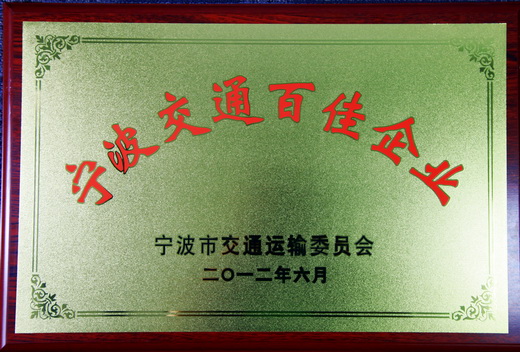 宁波交通百佳企业
宁波市交通运输委员会
二〇一二年六月